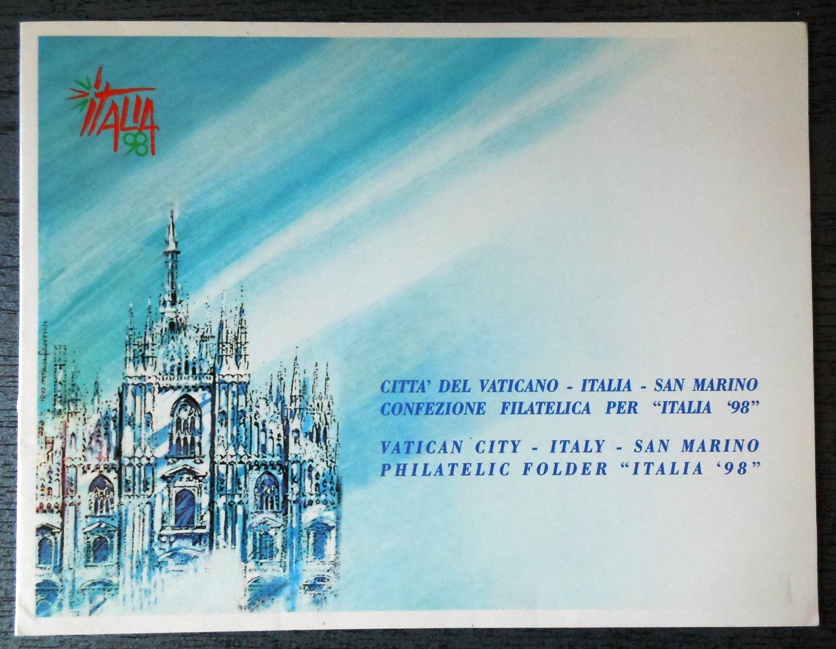 ITALIA
98
CITTA' DEL VATICANO - ITALIA - SAN MARINO
CONFEZIONE FILATELICA PER “ITALIA ‘98”
VATICAN CITY - ITALY - SAN MARINO
PHILATELIC FOLDER “ITALIA ‘98”